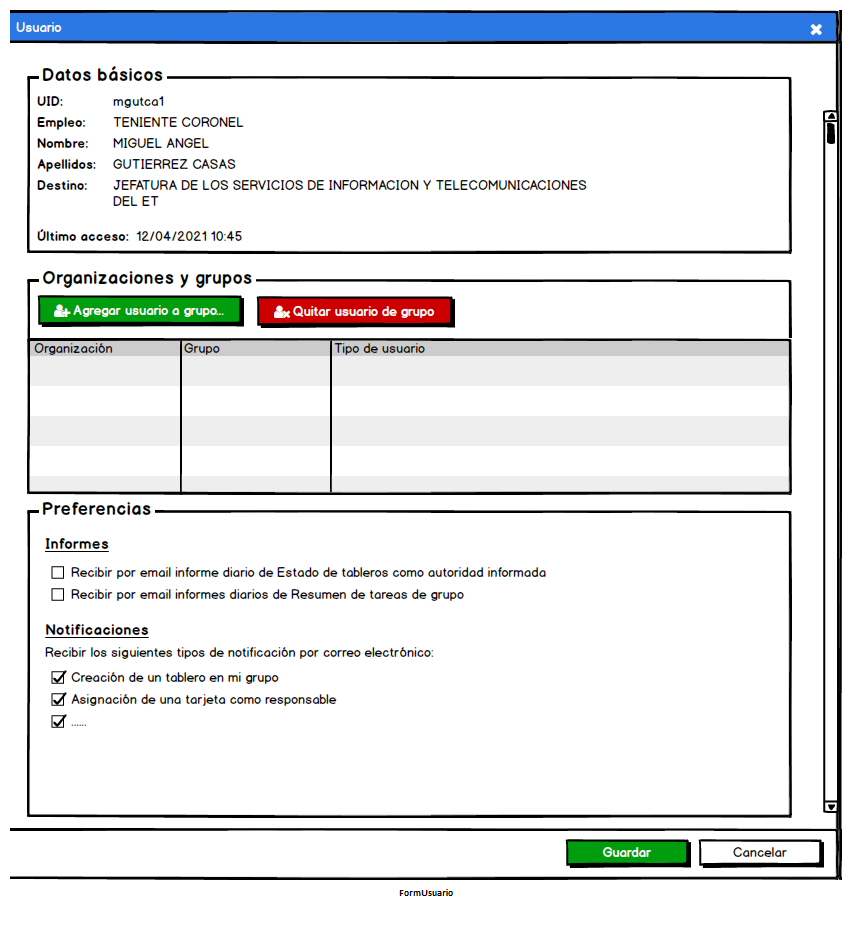 Usuario
Datos básicos
UID: mgutca1
Empleo: TENIENTE CORONEL
Nombre: MIGUEL ANGEL
Apellidos: GUTIERREZ CASAS
Destino: JEFATURA DE LOS SERVICIOS DE INFORMACION Y TELECOMUNICACIONES
DEL ET
Último acceso: 12/04/2021 10:45
Organizaciones y grupos
Agregar usuario a grupo... Quitar usuario de grupo
Organización Grupo Tipo de usuario
Preferencias
Informes
Recibir por email informe diario de Estado de tableros como autoridad informada
Recibir por email informes diarios de Resumen de tareas de grupo
Notificaciones
Recibir los siguientes tipos de notificación por correo electrónico:
Creación de un tablero en mi grupo
Asignación de una tarjeta como responsable
......
Guardar Cancelar
FormUsuario